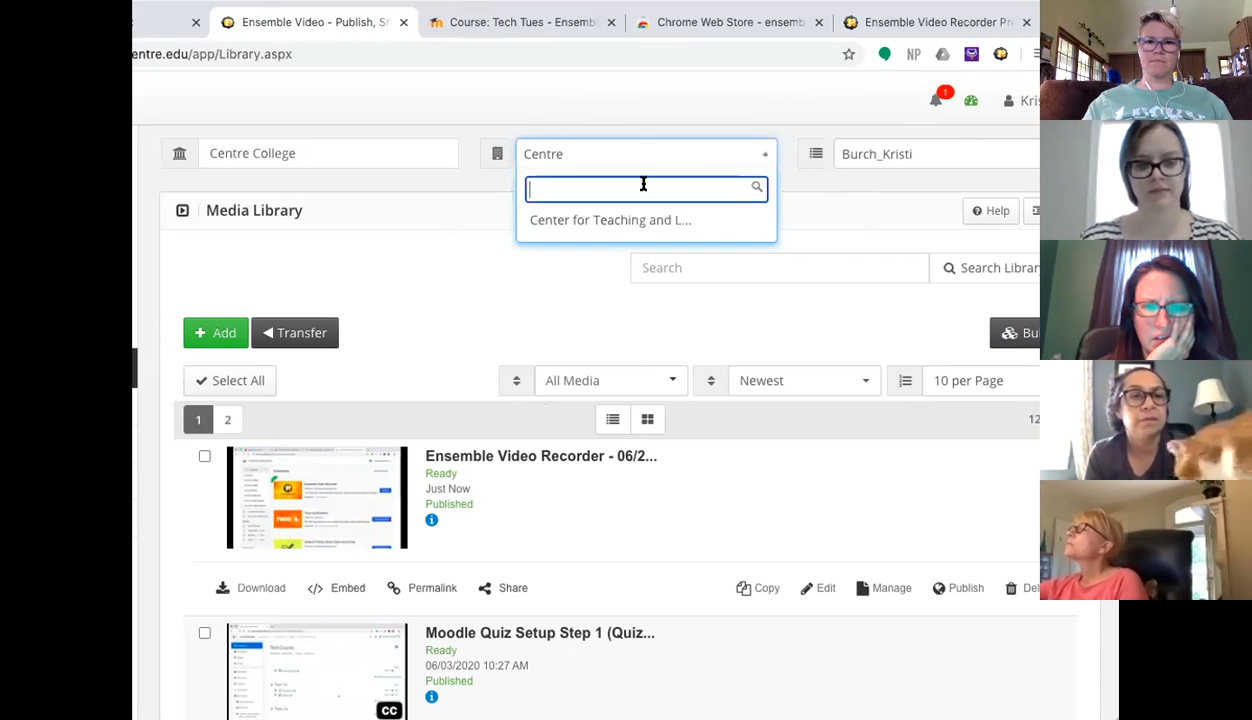 Ensemble Video - Publish, S
Course: Tech Tues - Ensemb
Chrome Web Store - ensemb
Ensemble Video Recorder Pr
entre.edu/app/Library.aspx
NP
1
Kri
Centre College
Centre
Burch_Kristi
Center for Teaching and L...
Media Library
Help
Search
Search Library
+ Add
Transfer
Bu
Select All
All Media
Newest
10 per Page
1 2
12
Ensemble Video Recorder - 06/2...
Ready
Just Now
Published
Download
Embed
Permalink
Share
Copy
Edit
Manage
Publish
Del
Moodle Quiz Setup Step 1 (Quiz...
Ready
06/03/2020 10:27 AM
Published
CC